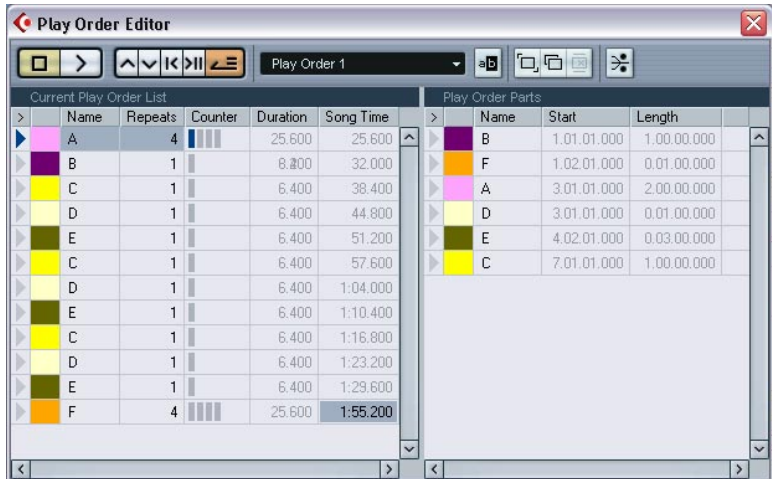 Play Order Editor
Play Order 1
ab
Current Play Order List
> Name Repeats Counter Duration Song Time
A 4 25.600 25.600
B 1 32.000
C 1 6.400 38.400
D 1 6.400 44.800
E 1 6.400 51.200
C 1 6.400 57.600
D 1 6.400 1:04.000
E 1 6.400 1:10.400
C 1 6.400 1:16.800
D 1 6.400 1:23.200
E 1 6.400 1:29.600
F 4 25.600 1:55.200
Play Order Parts
> Name Start Length
B 1.01.01.000 1.00.00.000
F 1.02.01.000 0.01.00.000
A 3.01.01.000 2.00.00.000
D 3.01.01.000 0.01.00.000
E 4.02.01.000 0.03.00.000
C 7.01.01.000 1.00.00.000